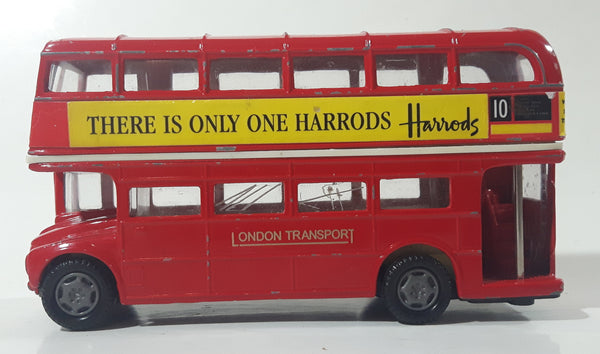 THERE IS ONLY ONE HARRODS Harrods 10
LONDON TRANSPORT